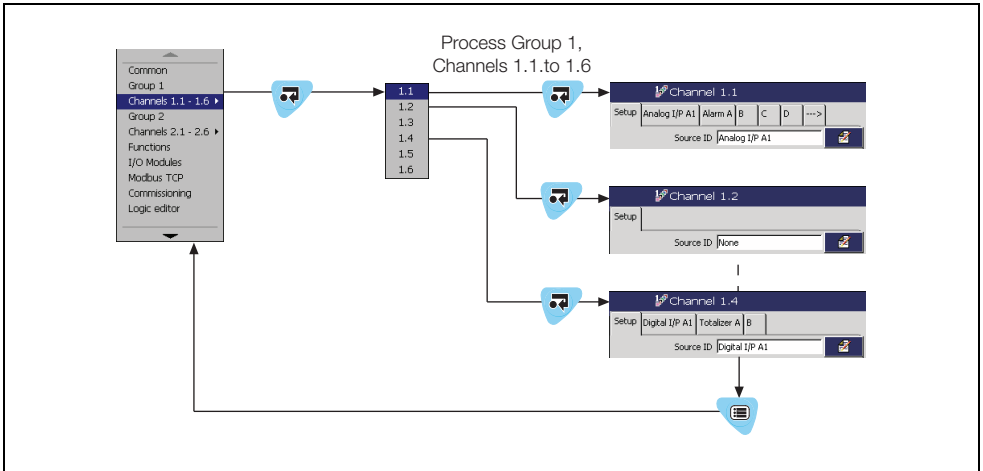 Process Group 1,
Channels 1.1.to 1.6
Common
Group 1
Channels 1.1 - 1.6
Group 2
Channels 2.1 - 2.6
Functions
I/O Modules
Modbus TCP
Commissioning
Logic editor
1.1
1.2
1.3
1.4
1.5
1.6
Channel 1.1
Setup Analog I/P A1 Alarm A B C D --->
Source ID Analog I/P A1
Channel 1.2
Setup
Source ID None
Channel 1.4
Setup Digital I/P A1 Totalizer A B
Source ID Digital I/P A1